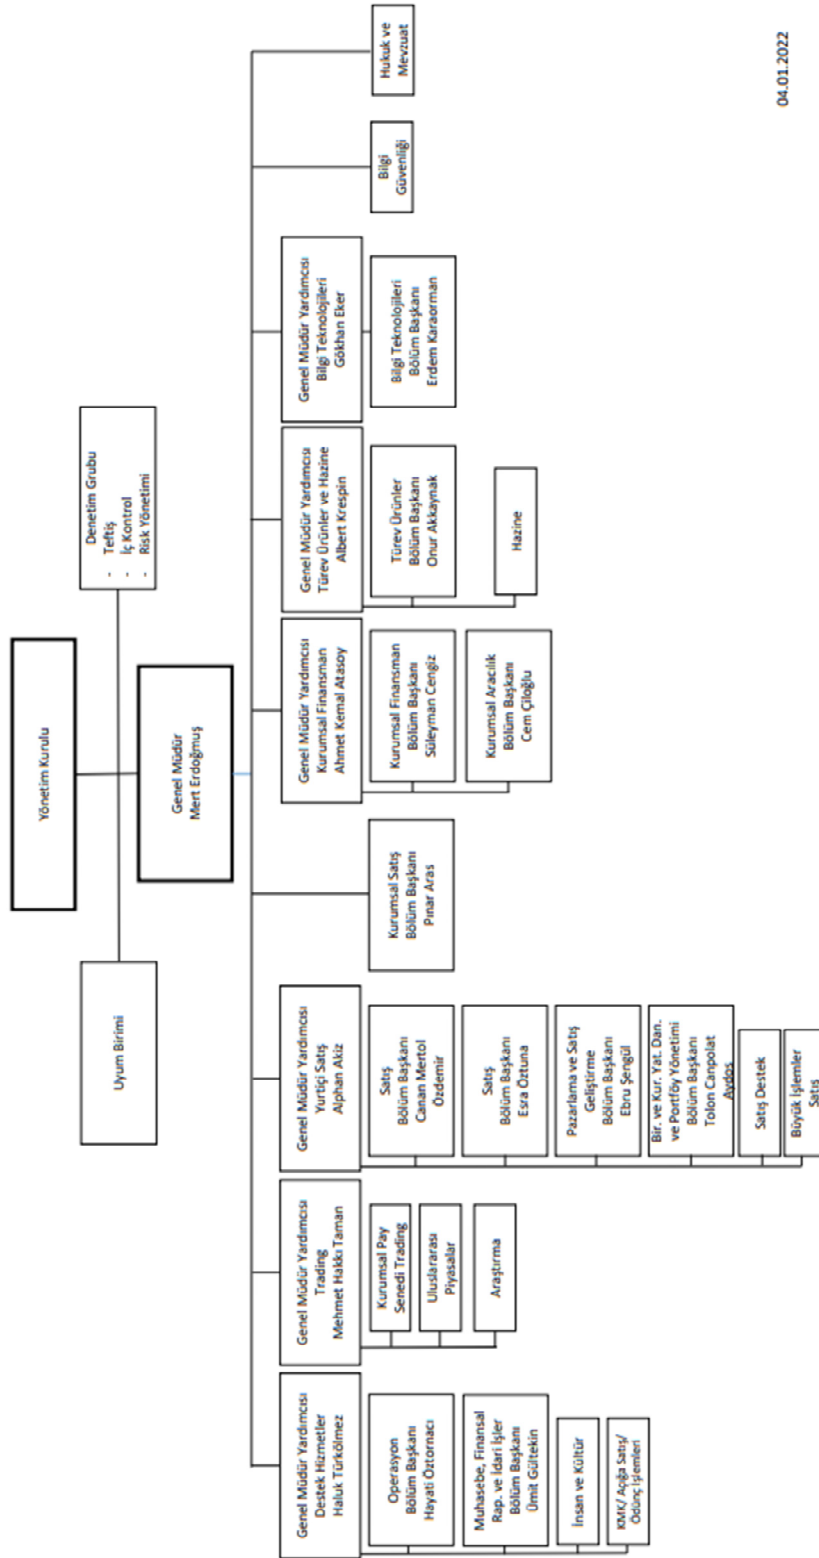 Yönetim Kurulu
Uyum Birimi
Denetim Grubu
- Teftiş
- İç Kontrol
- Risk Yönetimi
Genel Müdür
Mert Erdoğmuş
Genel Müdür Yardımcısı
Destek Hizmetler
Haluk Türkölmez
Operasyon
Bölüm Başkanı
Hayati Öztornacı
Muhasebe, Finansal
Rap. ve İdari İşler
Bölüm Başkanı
Ümit Gültekin
İnsan ve Kültür
KMK/ Açığa Satış/
Ödünç İşlemleri
Genel Müdür Yardımcısı
Trading
Mehmet Hakkı Taman
Kurumsal Pay
Senedi Trading
Uluslararası
Piyasalar
Araştırma
Genel Müdür Yardımcısı
Yurtiçi Satış
Alphan Akiz
Satış
Bölüm Başkanı
Canan Mertol
Özdemir
Satış
Bölüm Başkanı
Esra Öztuna
Pazarlama ve Satış
Geliştirme
Bölüm Başkanı
Ebru Şengül
Bir. ve Kur. Yat. Dan.
ve Portföy Yönetimi
Bölüm Başkanı
Tolon Canpolat
Aydos
Satış Destek
Büyük İşlemler
Satış
Kurumsal Satış
Bölüm Başkanı
Pınar Aras
Genel Müdür Yardımcısı
Kurumsal Finansman
Ahmet Kemal Atasoy
Kurumsal Finansman
Bölüm Başkanı
Süleyman Cengiz
Kurumsal Aracılık
Bölüm Başkanı
Cem Çiloğlu
Genel Müdür Yardımcısı
Türev Ürünler ve Hazine
Albert Krespin
Türev Ürünler
Bölüm Başkanı
Onur Akkaynak
Hazine
Genel Müdür Yardımcısı
Bilgi Teknolojileri
Gökhan Eker
Bilgi Teknolojileri
Bölüm Başkanı
Erdem Karaorman
Bilgi
Güvenliği
Hukuk ve
Mevzuat
04.01.2022